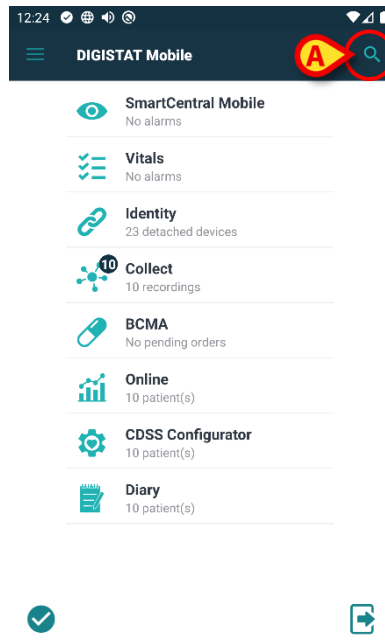 12:24
DIGISTAT Mobile
A
SmartCentral Mobile
No alarms
Vitals
No alarms
Identity
23 detached devices
10
Collect
10 recordings
BCMA
No pending orders
Online
10 patient(s)
CDSS Configurator
10 patient(s)
Diary
10 patient(s)